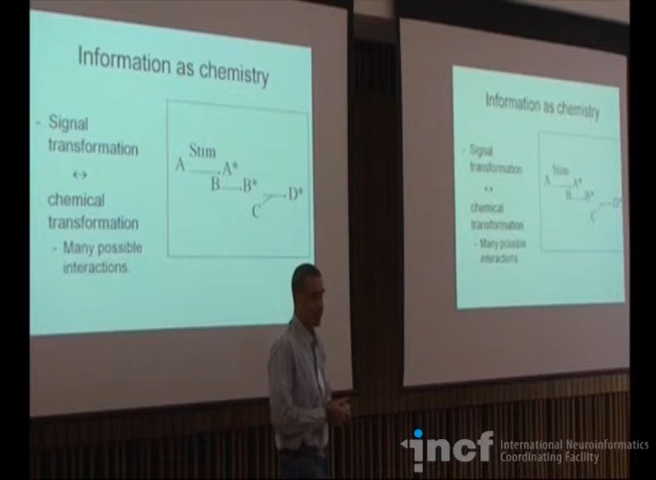 Information as chemistry
- Signal
transformation
↔
chemical
transformation
- Many possible
interactions.
Stim
A → A*
B → B*
C → D*
Information as chemistry
- Signal
transformation
↔
chemical
transformation
- Many possible
interactions
Stim
A → A*
B → B*
C → D*
incf International Neuroinformatics
Coordinating Facility